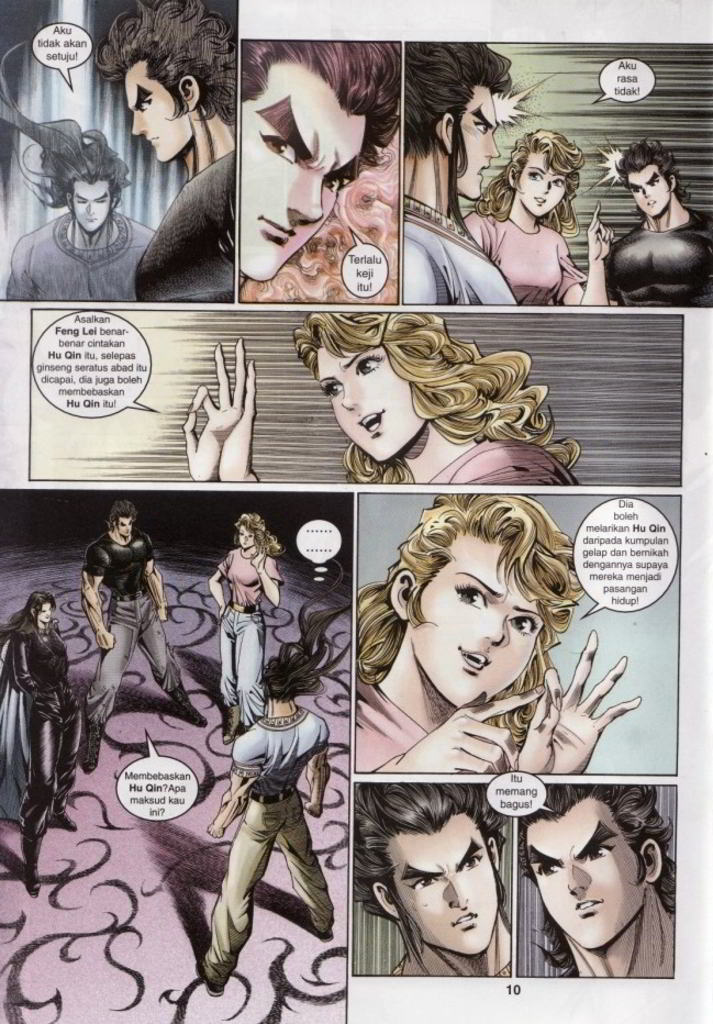 Aku
tidak akan
setuju!
Terlalu
keji
itu!
Aku
rasa
tidak!
Asalkan
Feng Lei benar-
benar cintakan
Hu Qin itu, selepas
ginseng seratus abad itu
dicapai, dia juga boleh
membebaskan
Hu Qin itu!
......
......
Membebaskan
Hu Qin?Apa
maksud kau
ini?
Dia
boleh
melarikan Hu Qin
daripada kumpulan
gelap dan bernikah
dengannya supaya
mereka menjadi
pasangan
hidup!
Itu
memang
bagus!
10